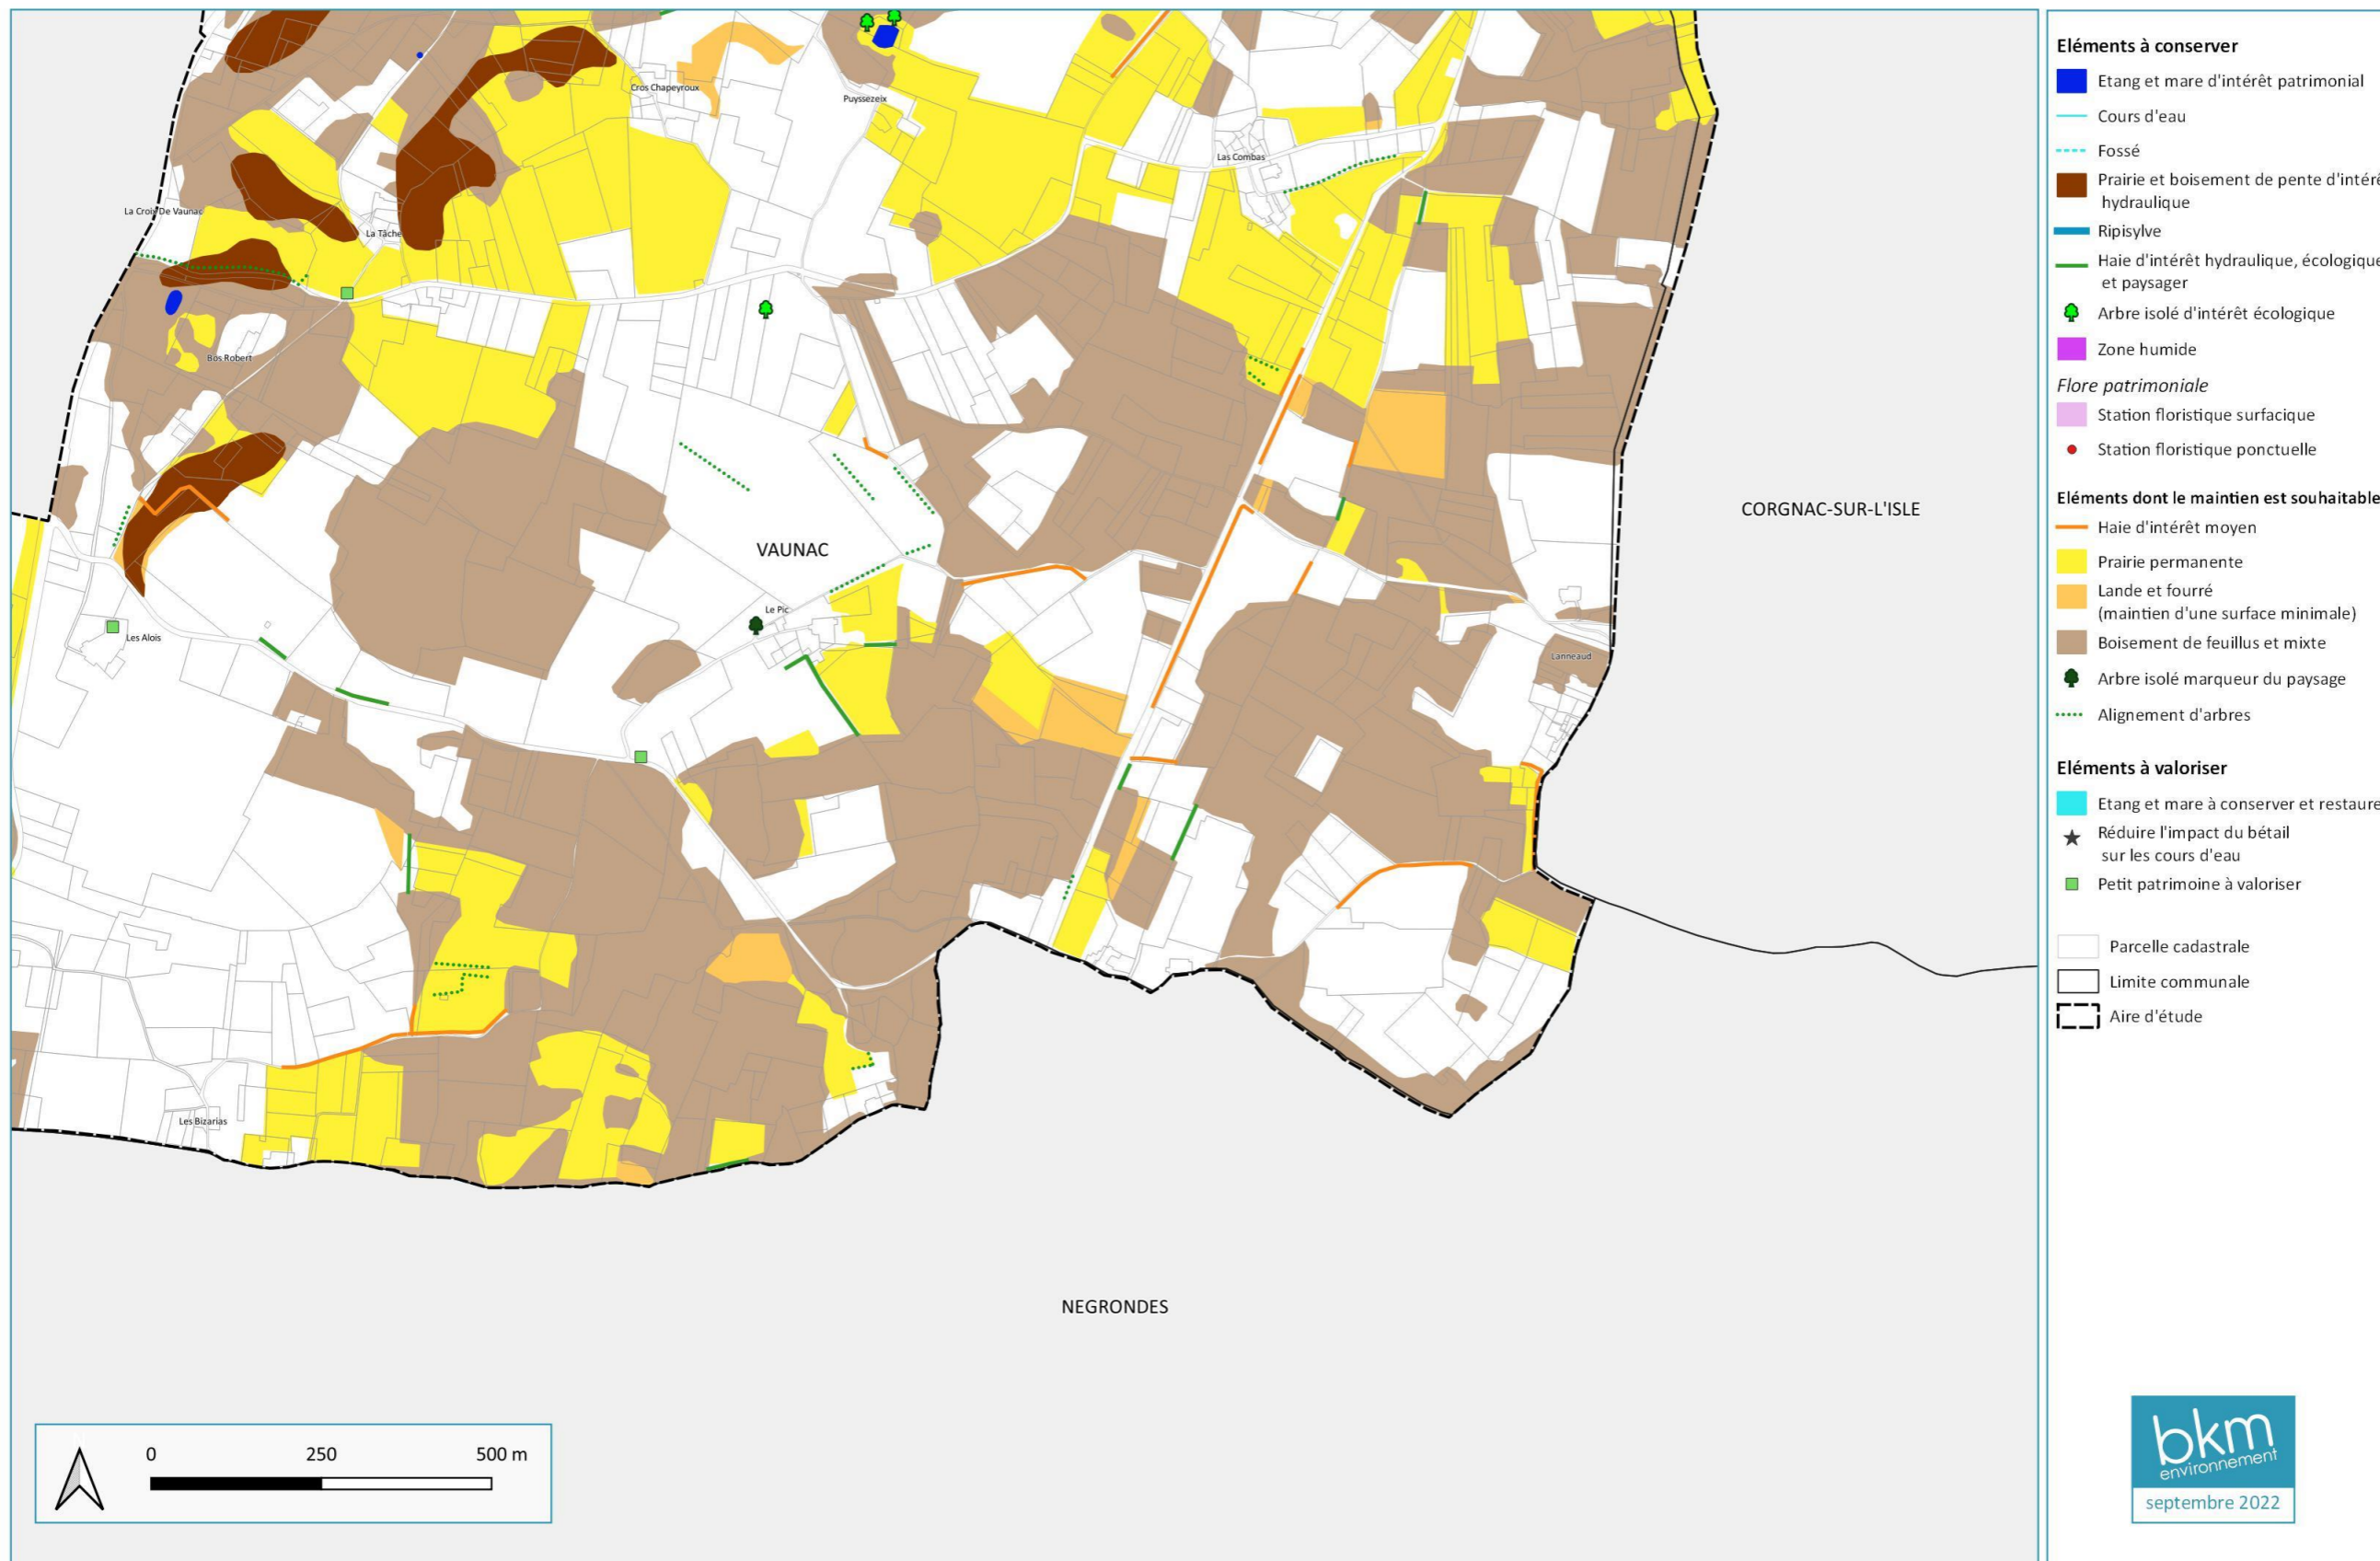 Cros Chapeyroux
Puyssezeix
Las Combas
La Croix De Vaunac
La Tâche
Bos Robert
CORGNAC-SUR-L'ISLE
VAUNAC
Le Pic
Les Alois
Lanneaud
Les Bizarias
NEGRONDES
0 250 500 m
Eléments à conserver
Etang et mare d'intérêt patrimonial
Cours d'eau
Fossé
Prairie et boisement de pente d'intérê
hydraulique
Ripisylve
Haie d'intérêt hydraulique, écologique
et paysager
Arbre isolé d'intérêt écologique
Zone humide
Flore patrimoniale
Station floristique surfacique
Station floristique ponctuelle
Eléments dont le maintien est souhaitable
Haie d'intérêt moyen
Prairie permanente
Lande et fourré
(maintien d'une surface minimale)
Boisement de feuillus et mixte
Arbre isolé marqueur du paysage
Alignement d'arbres
Eléments à valoriser
Etang et mare à conserver et restaure
Réduire l'impact du bétail
sur les cours d'eau
Petit patrimoine à valoriser
Parcelle cadastrale
Limite communale
Aire d'étude
bkm
environnement
septembre 2022